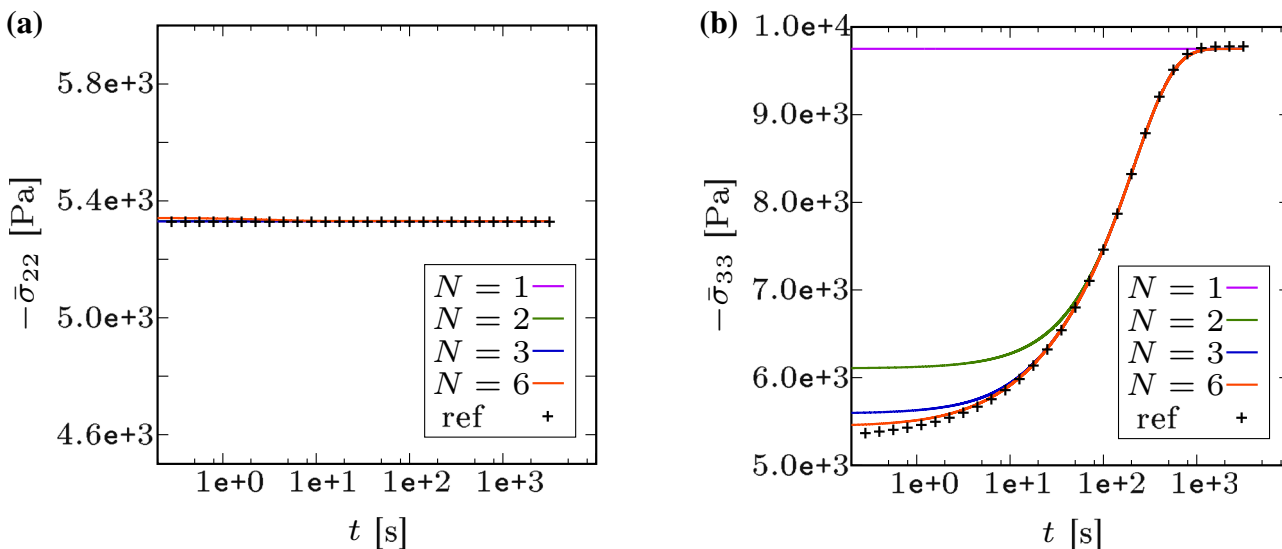 (a)
5.8e+3
5.4e+3
5.0e+3
4.6e+3
−σ̄22 [Pa]
1e+0 1e+1 1e+2 1e+3
t [s]
N = 1
N = 2
N = 3
N = 6
ref +
(b)
1.0e+4
9.0e+3
8.0e+3
7.0e+3
6.0e+3
5.0e+3
−σ̄33 [Pa]
1e+0 1e+1 1e+2 1e+3
t [s]
N = 1
N = 2
N = 3
N = 6
ref +